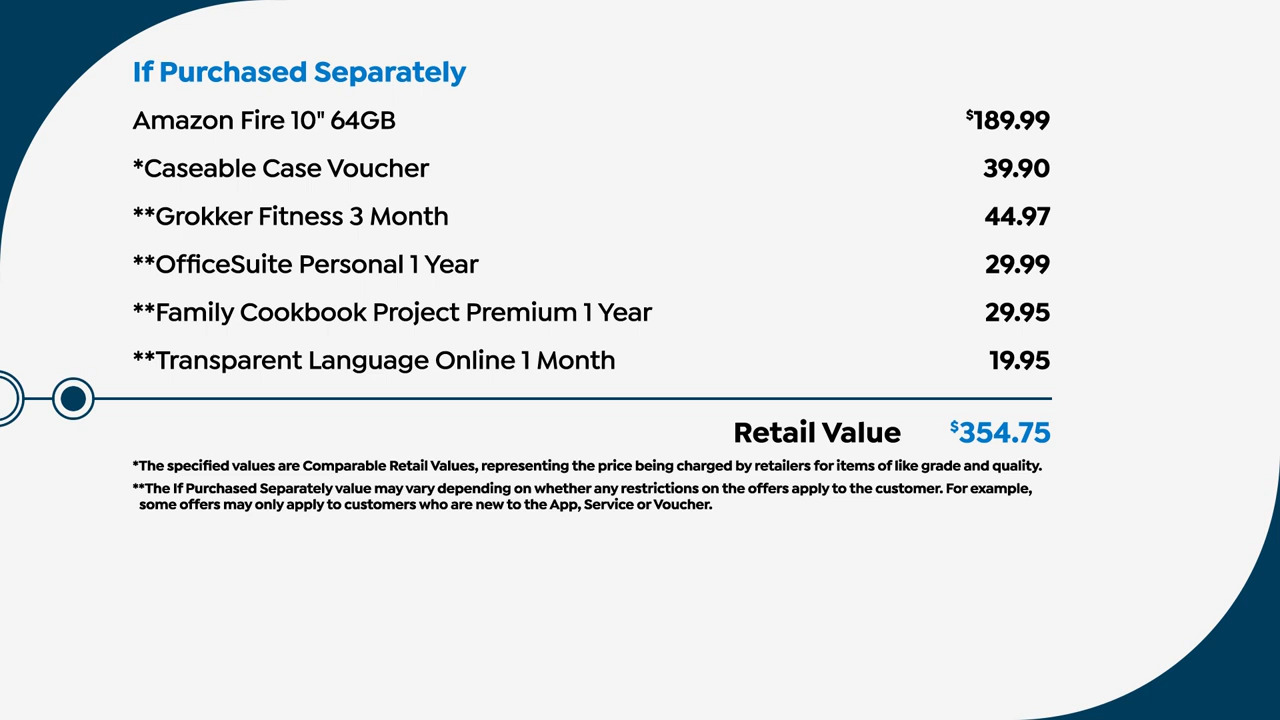 If Purchased Separately
Amazon Fire 10" 64GB $189.99
*Caseable Case Voucher 39.90
**Grokker Fitness 3 Month 44.97
**OfficeSuite Personal 1 Year 29.99
**Family Cookbook Project Premium 1 Year 29.95
**Transparent Language Online 1 Month 19.95
Retail Value $354.75
*The specified values are Comparable Retail Values, representing the price being charged by retailers for items of like grade and quality.
**The If Purchased Separately value may vary depending on whether any restrictions on the offers apply to the customer. For example,
some offers may only apply to customers who are new to the App, Service or Voucher.